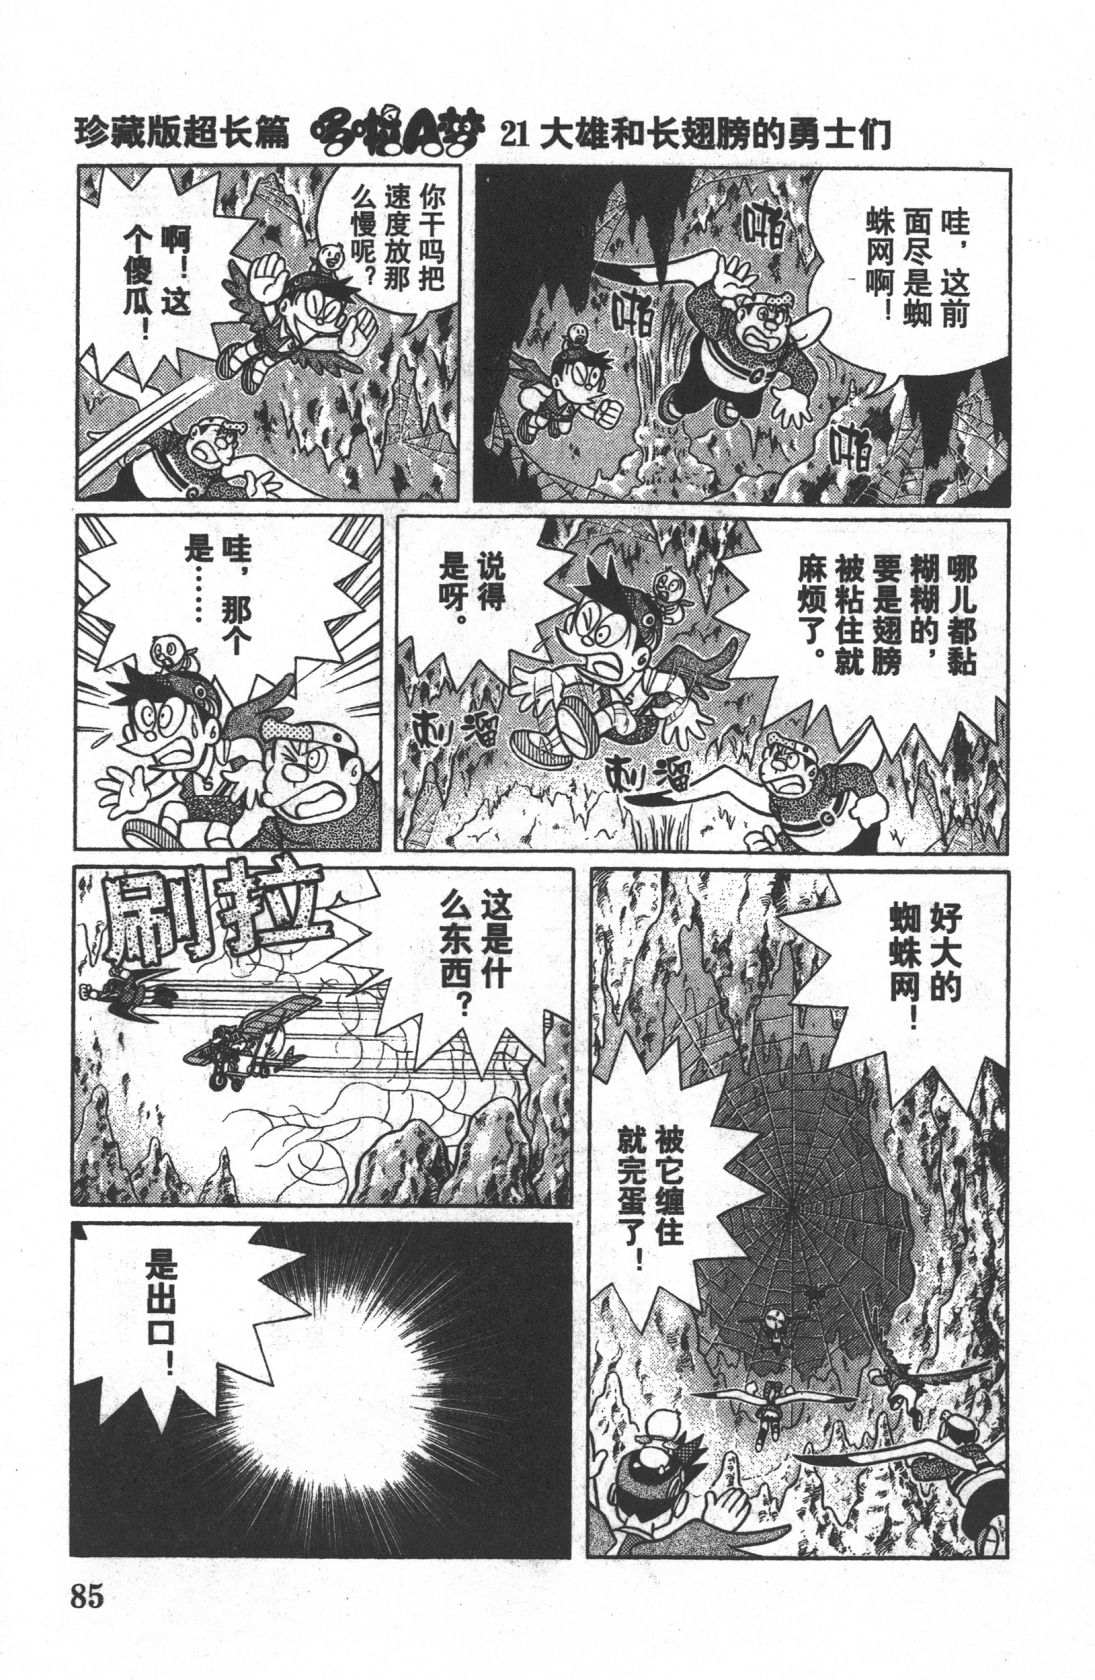 珍藏版超长篇 哆啦A梦 21 大雄和长翅膀的勇士们
哇，这前
面尽是蜘
蛛网啊！
啪
啪
啪
你干吗把
速度放那
么慢呢？
啊！这
个傻瓜！
哪儿都黏
糊糊的，
要是翅膀
被粘住就
麻烦了。
说得
是呀。
刺溜
刺溜
哇，那个
是……
好大的
蜘蛛网！
被它缠住
就完蛋了！
这是什
么东西？
刷拉
是出口！
85